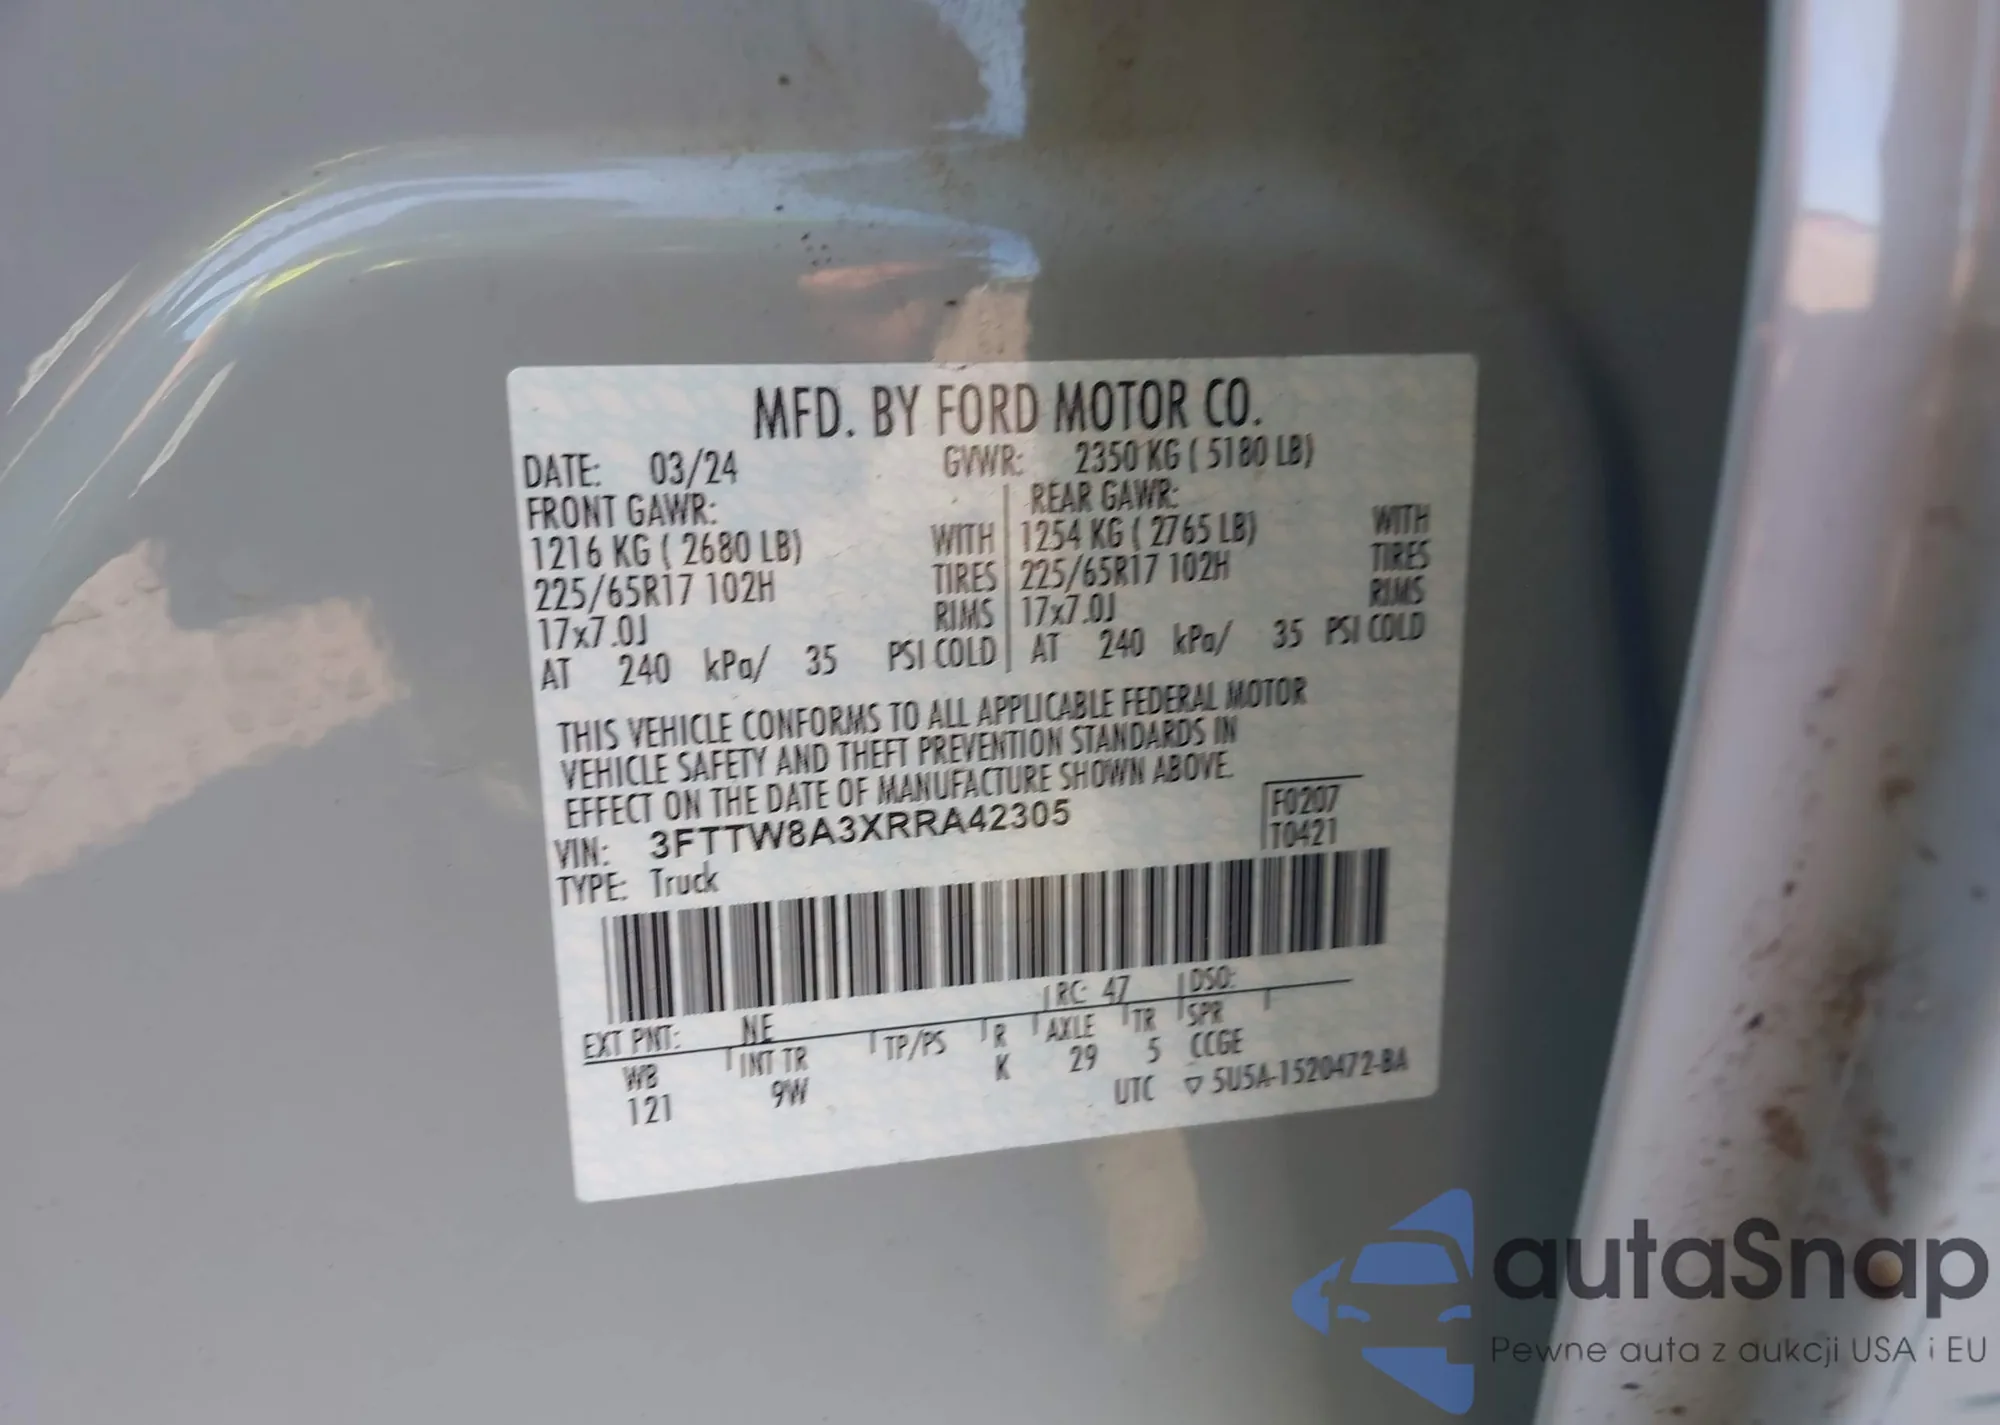 MFD. BY FORD MOTOR CO.
DATE: 03/24 GVWR: 2350 KG ( 5180 LB)
FRONT GAWR: REAR GAWR:
1216 KG ( 2680 LB) WITH 1254 KG ( 2765 LB) WITH
225/65R17 102H TIRES 225/65R17 102H TIRES
17x7.0J RIMS 17x7.0J RIMS
AT 240 kPa/ 35 PSI COLD AT 240 kPa/ 35 PSI COLD
THIS VEHICLE CONFORMS TO ALL APPLICABLE FEDERAL MOTOR
VEHICLE SAFETY AND THEFT PREVENTION STANDARDS IN
EFFECT ON THE DATE OF MANUFACTURE SHOWN ABOVE.
VIN: 3FTTW8A3XRRA42305 F0207
TYPE: Truck T0421
RC: 47 DSO:
EXT PNT: NE
WB INT TR TP/PS R AXLE TR SPR
121 9W K 29 5 CCGE
UTC ▽ 5U5A-1520472-BA
autaSnap
Pewne auta z aukcji USA i EU